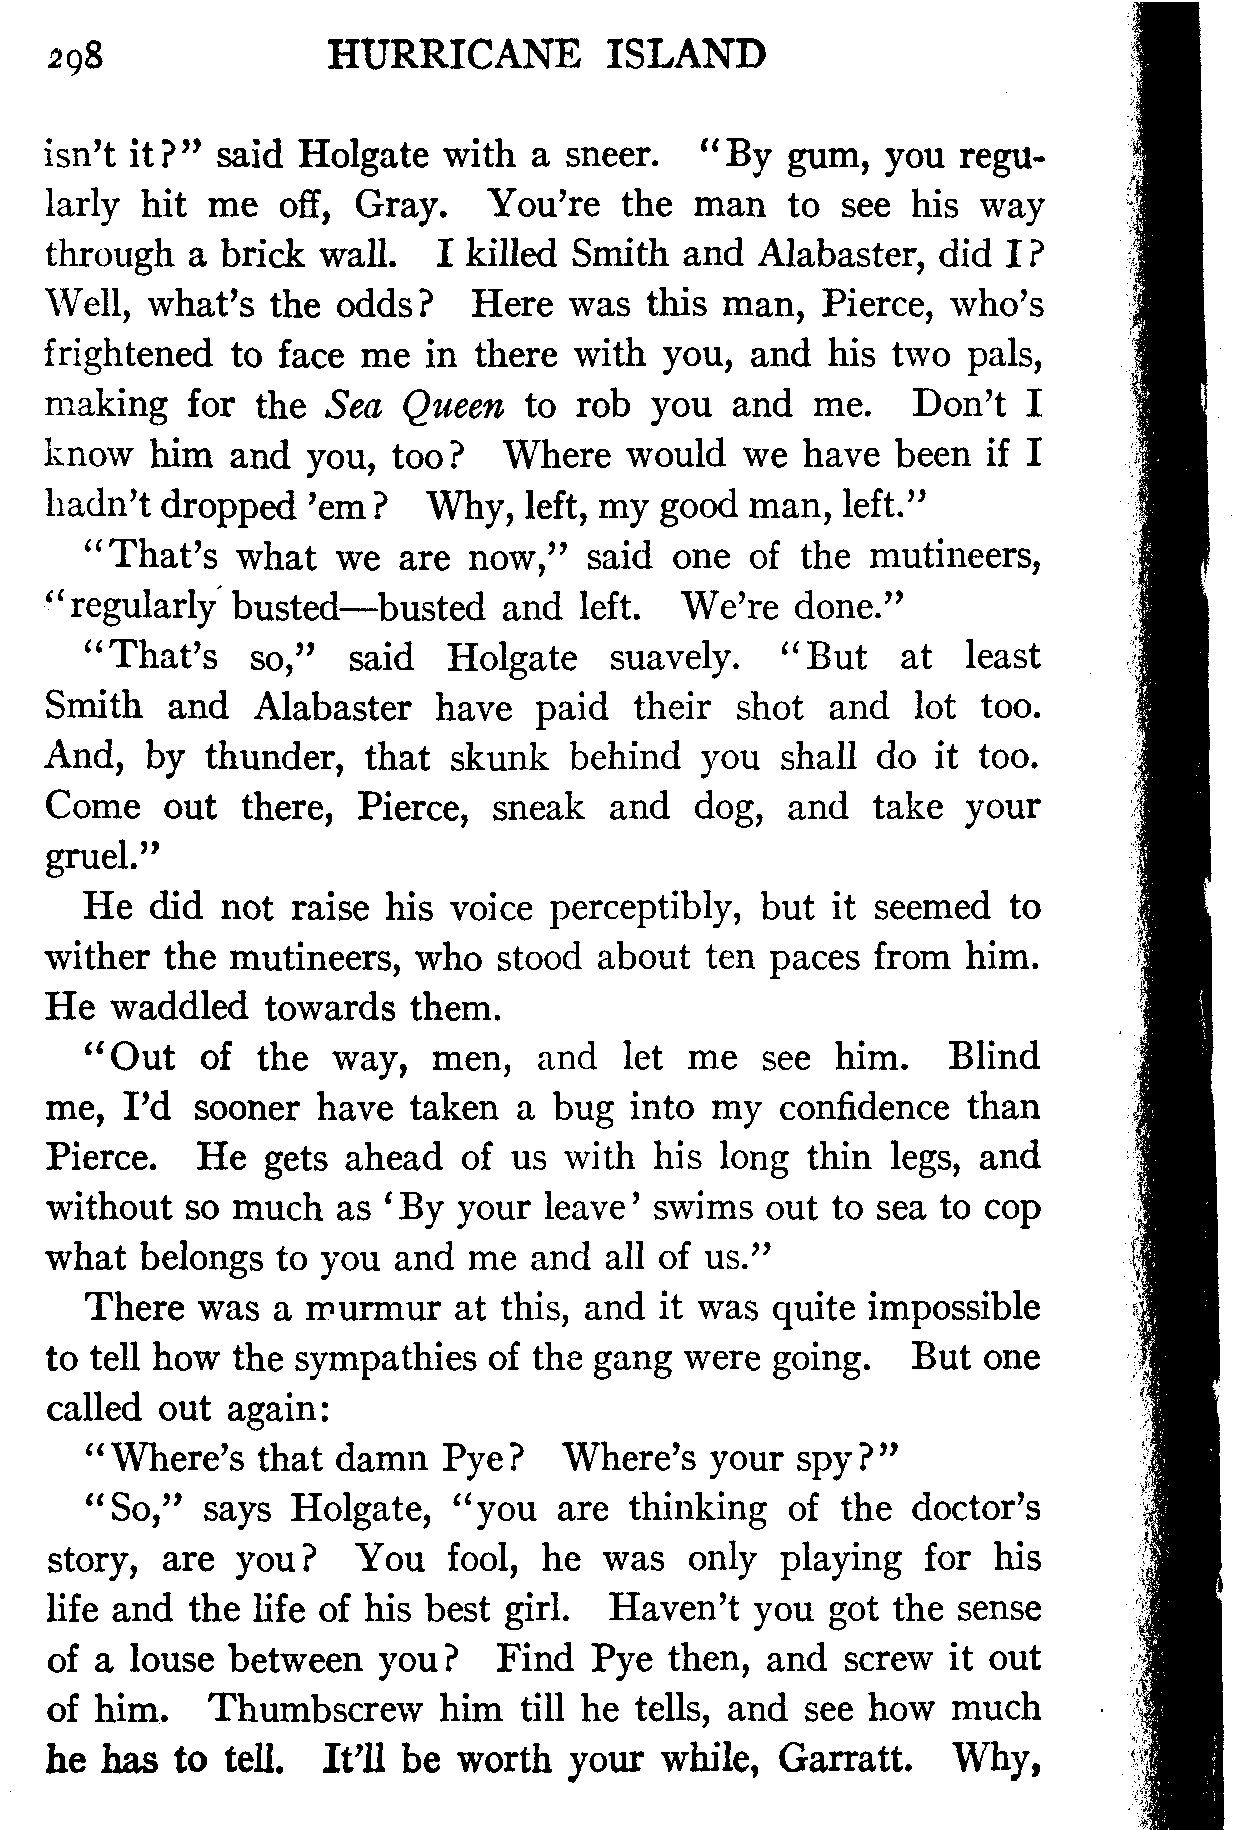 298 HURRICANE ISLAND
isn't it?" said Holgate with a sneer. "By gum, you regu-
larly hit me off, Gray. You're the man to see his way
through a brick wall. I killed Smith and Alabaster, did I?
Well, what's the odds? Here was this man, Pierce, who's
frightened to face me in there with you, and his two pals,
making for the Sea Queen to rob you and me. Don't I
know him and you, too? Where would we have been if I
hadn't dropped 'em? Why, left, my good man, left."
"That's what we are now," said one of the mutineers,
"regularly busted—busted and left. We're done."
"That's so," said Holgate suavely. "But at least
Smith and Alabaster have paid their shot and lot too.
And, by thunder, that skunk behind you shall do it too.
Come out there, Pierce, sneak and dog, and take your
gruel."
He did not raise his voice perceptibly, but it seemed to
wither the mutineers, who stood about ten paces from him.
He waddled towards them.
"Out of the way, men, and let me see him. Blind
me, I'd sooner have taken a bug into my confidence than
Pierce. He gets ahead of us with his long thin legs, and
without so much as 'By your leave' swims out to sea to cop
what belongs to you and me and all of us."
There was a murmur at this, and it was quite impossible
to tell how the sympathies of the gang were going. But one
called out again:
"Where's that damn Pye? Where's your spy?"
"So," says Holgate, "you are thinking of the doctor's
story, are you? You fool, he was only playing for his
life and the life of his best girl. Haven't you got the sense
of a louse between you? Find Pye then, and screw it out
of him. Thumbscrew him till he tells, and see how much
he has to tell. It'll be worth your while, Garratt. Why,